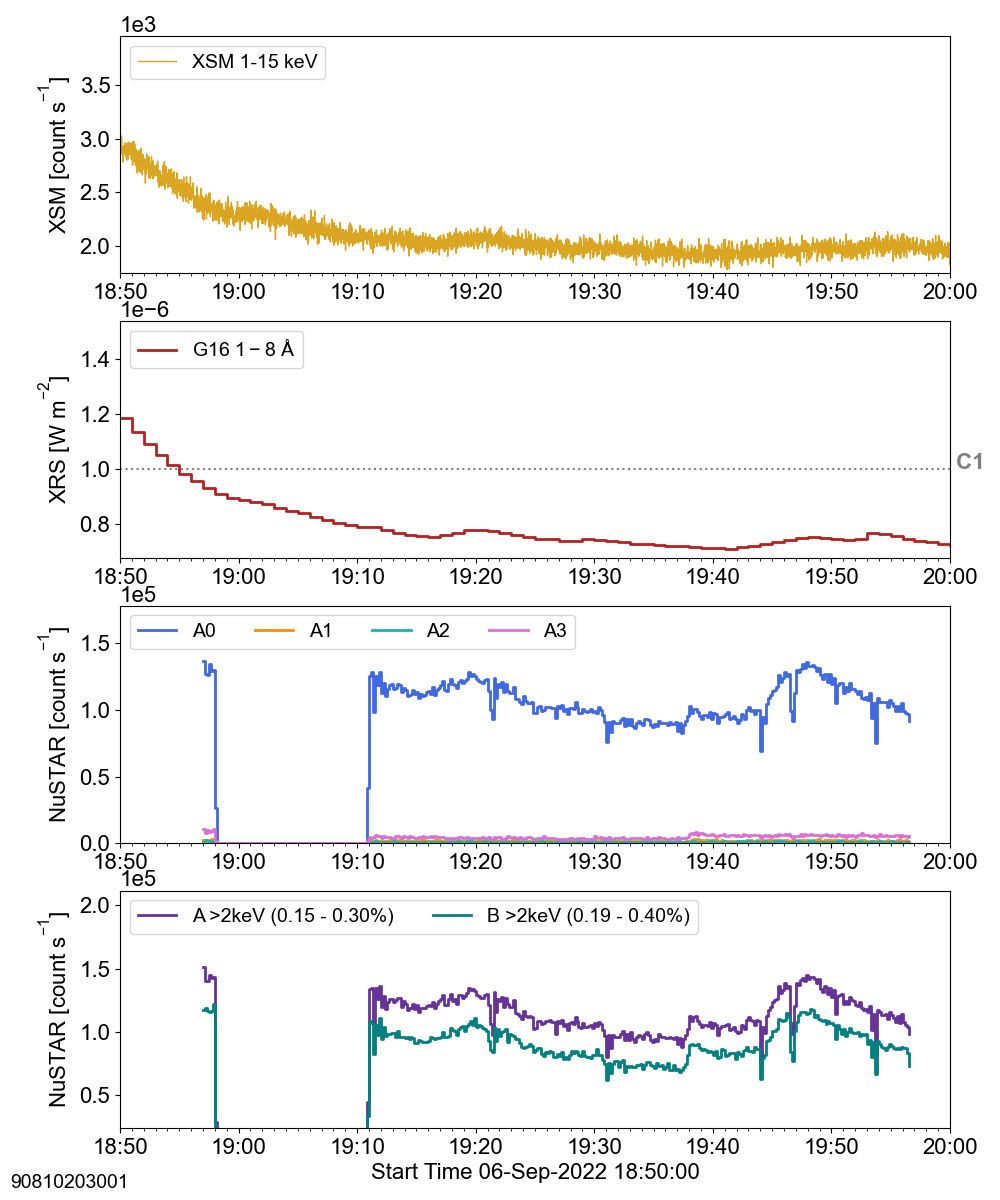 1e3
XSM 1-15 keV
3.5
3.0
2.5
2.0
XSM [count s⁻¹]
18:50 19:00 19:10 19:20 19:30 19:40 19:50 20:00
1e−6
G16 1 − 8 Å
1.4
1.2
1.0
0.8
XRS [W m⁻²]
C1
18:50 19:00 19:10 19:20 19:30 19:40 19:50 20:00
1e5
A0 A1 A2 A3
1.5
1.0
0.5
0.0
NuSTAR [count s⁻¹]
18:50 19:00 19:10 19:20 19:30 19:40 19:50 20:00
1e5
A >2keV (0.15 - 0.30%) B >2keV (0.19 - 0.40%)
2.0
1.5
1.0
0.5
NuSTAR [count s⁻¹]
18:50 19:00 19:10 19:20 19:30 19:40 19:50 20:00
Start Time 06-Sep-2022 18:50:00
90810203001